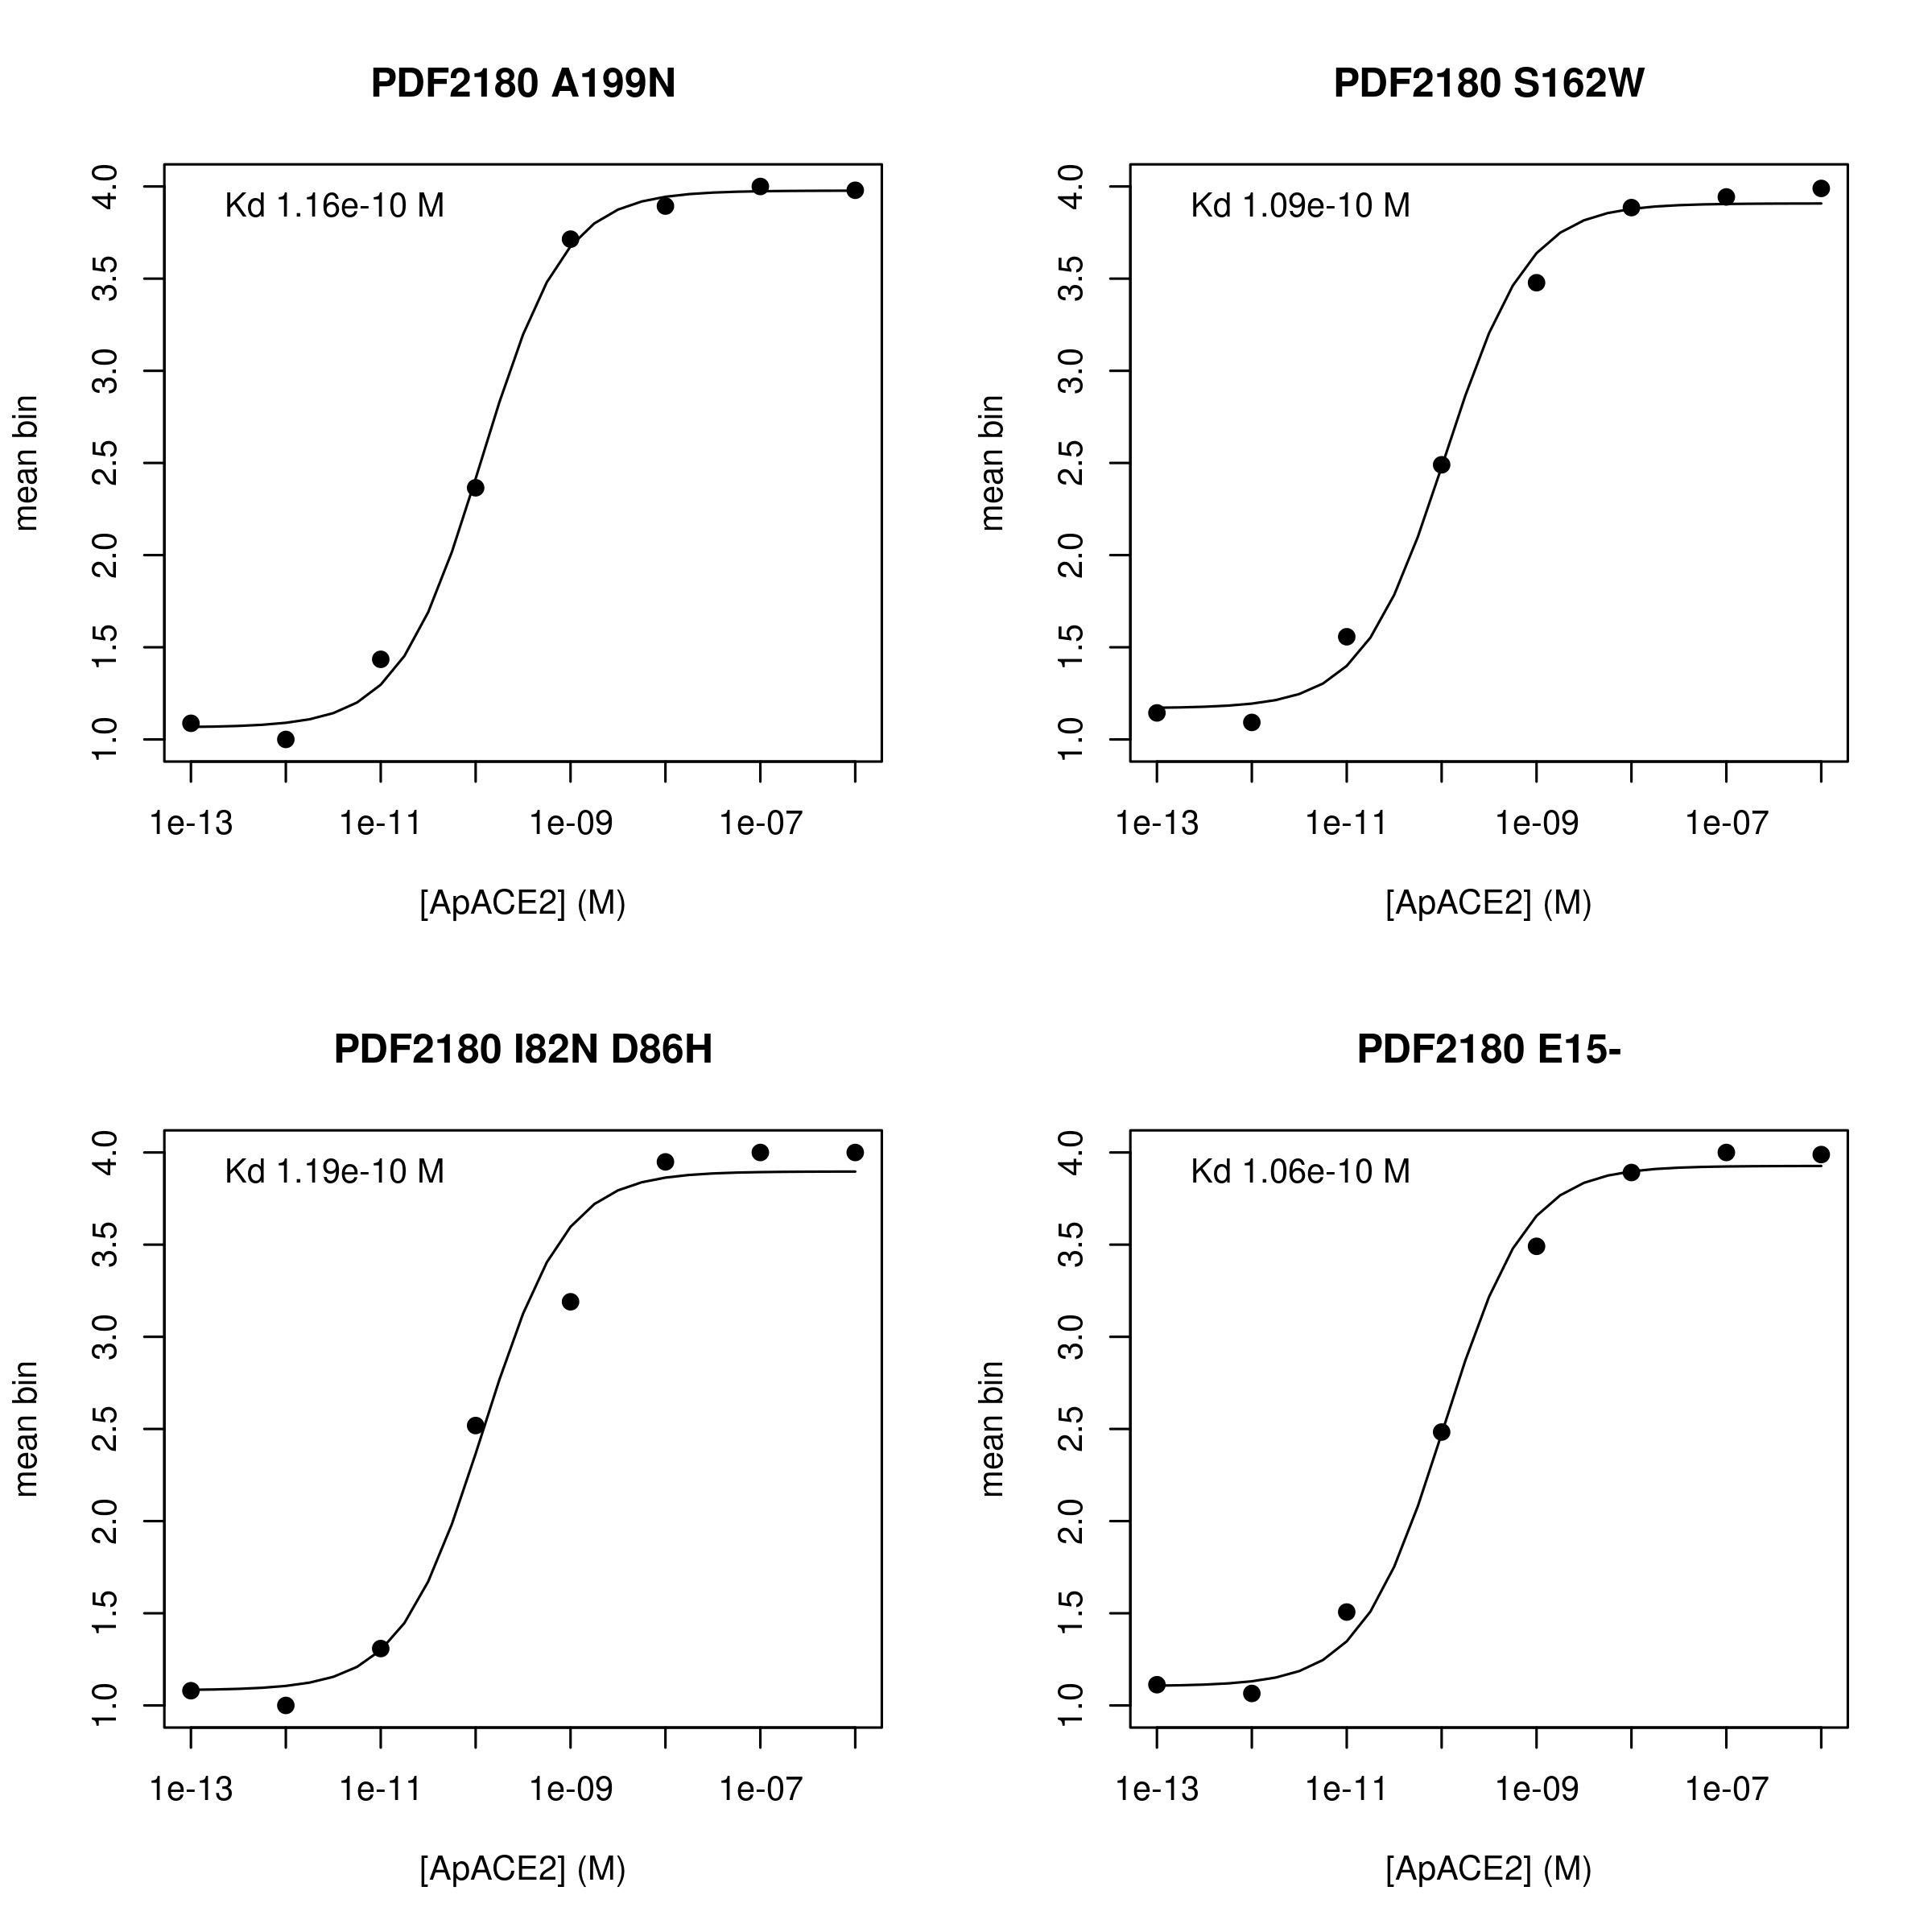 PDF2180 A199N
Kd 1.16e-10 M
mean bin
4.0
3.5
3.0
2.5
2.0
1.5
1.0
1e-13 1e-11 1e-09 1e-07
[ApACE2] (M)
PDF2180 S162W
Kd 1.09e-10 M
mean bin
4.0
3.5
3.0
2.5
2.0
1.5
1.0
1e-13 1e-11 1e-09 1e-07
[ApACE2] (M)
PDF2180 I82N D86H
Kd 1.19e-10 M
mean bin
4.0
3.5
3.0
2.5
2.0
1.5
1.0
1e-13 1e-11 1e-09 1e-07
[ApACE2] (M)
PDF2180 E15-
Kd 1.06e-10 M
mean bin
4.0
3.5
3.0
2.5
2.0
1.5
1.0
1e-13 1e-11 1e-09 1e-07
[ApACE2] (M)